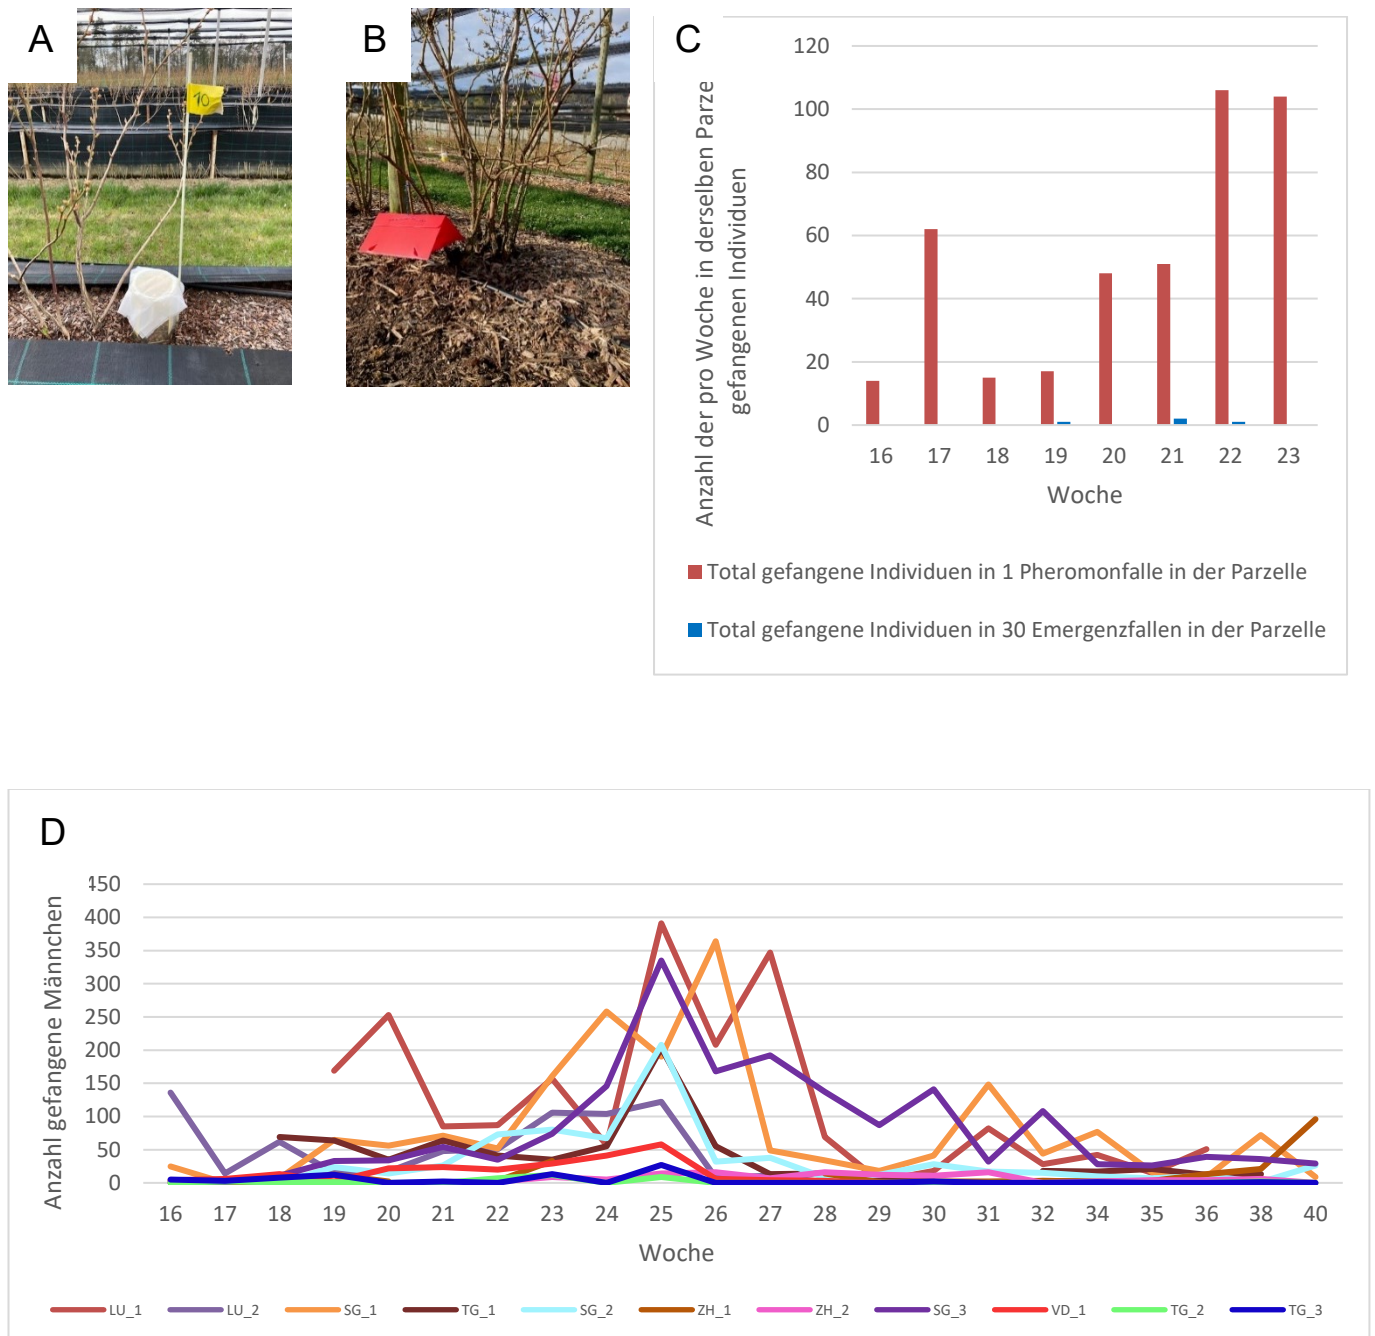 A
10
B
C
Anzahl der pro Woche in derselben Parze
gefangenen Individuen
120
100
80
60
40
20
0
16 17 18 19 20 21 22 23
Woche
Total gefangene Individuen in 1 Pheromonfalle in der Parzelle
Total gefangene Individuen in 30 Emergenzfallen in der Parzelle
D
Anzahl gefangene Männchen
450
400
350
300
250
200
150
100
50
0
16 17 18 19 20 21 22 23 24 25 26 27 28 29 30 31 32 34 35 36 38 40
Woche
LU_1 LU_2 SG_1 TG_1 SG_2 ZH_1 ZH_2 SG_3 VD_1 TG_2 TG_3